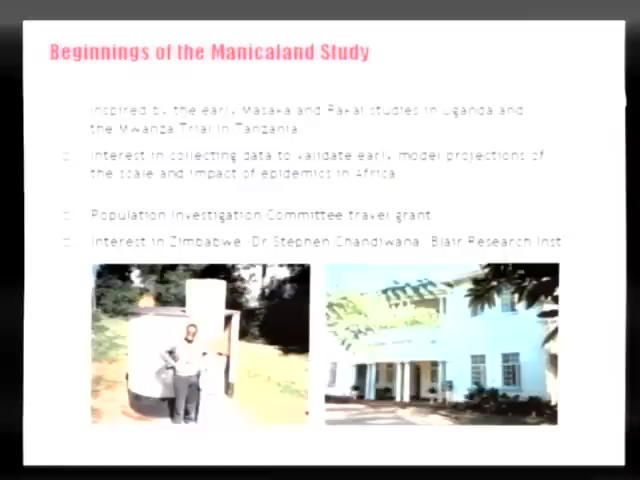 Beginnings of the Manicaland Study
Inspired by the early Masaka and Rakai studies in Uganda and
the Mwanza Trial in Tanzania
Interest in collecting data to validate early model projections of
the scale and impact of epidemics in Africa
Population Investigation Committee travel grant
Interest in Zimbabwe Dr Stephen Chandiwana Blair Research Inst